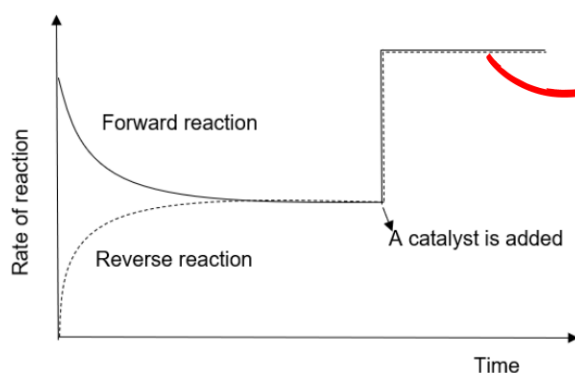 Forward reaction
Rate of reaction
A catalyst is added
Reverse reaction
Time